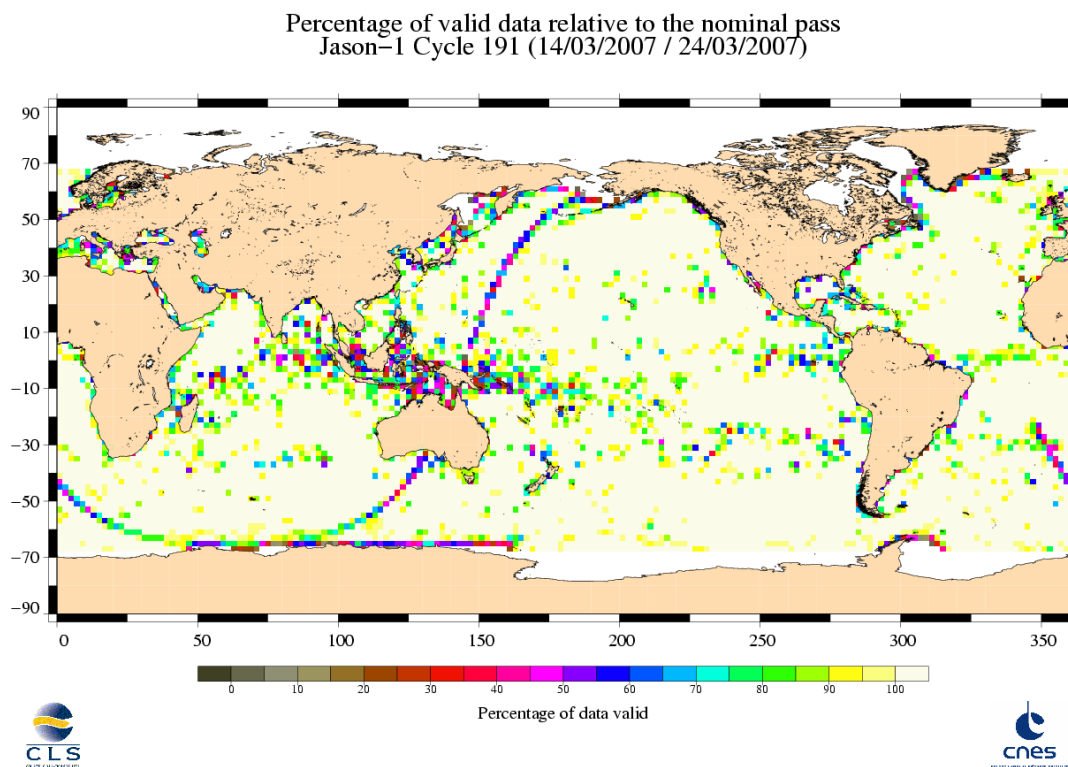 Percentage of valid data relative to the nominal pass
Jason−1 Cycle 191 (14/03/2007 / 24/03/2007)
90
70
50
30
10
−10
−30
−50
−70
−90
0 50 100 150 200 250 300 350
0 10 20 30 40 50 60 70 80 90 100
Percentage of data valid
CLS
cnes